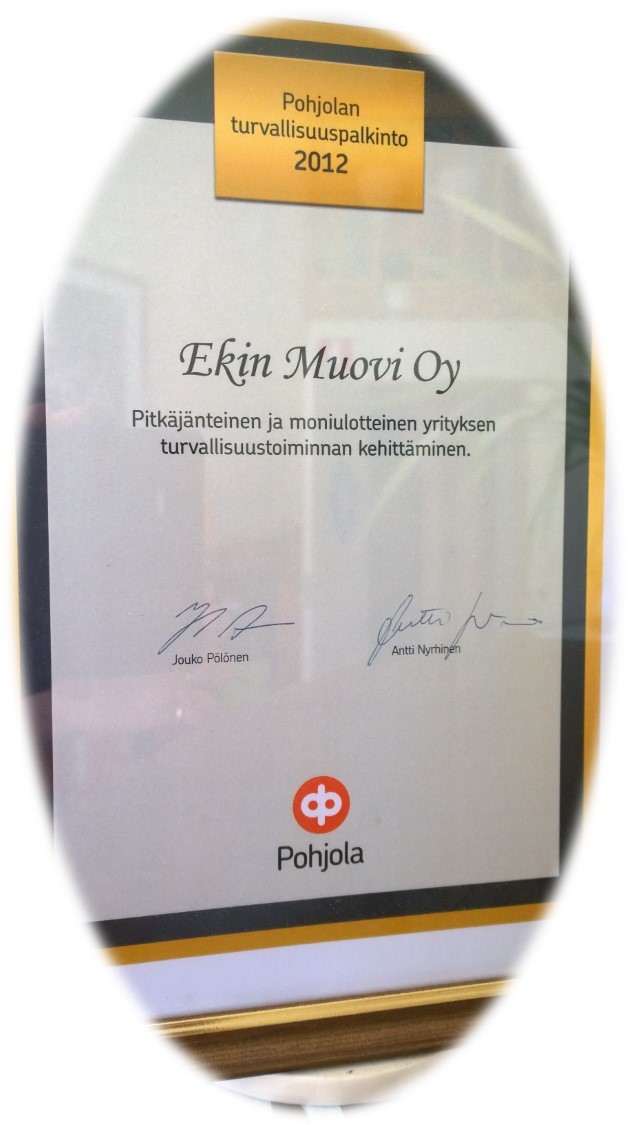 Pohjolan
turvallisuuspalkinto
2012
Ekin Muovi Oy
Pitkäjänteinen ja moniulotteinen yrityksen
turvallisuustoiminnan kehittäminen.
Jouko Pölönen
Antti Nyrhinen
Pohjola